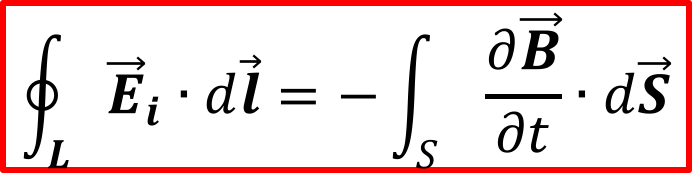 ∮_L E⃗_i · dl⃗ = − ∫_S ∂B⃗/∂t · dS⃗